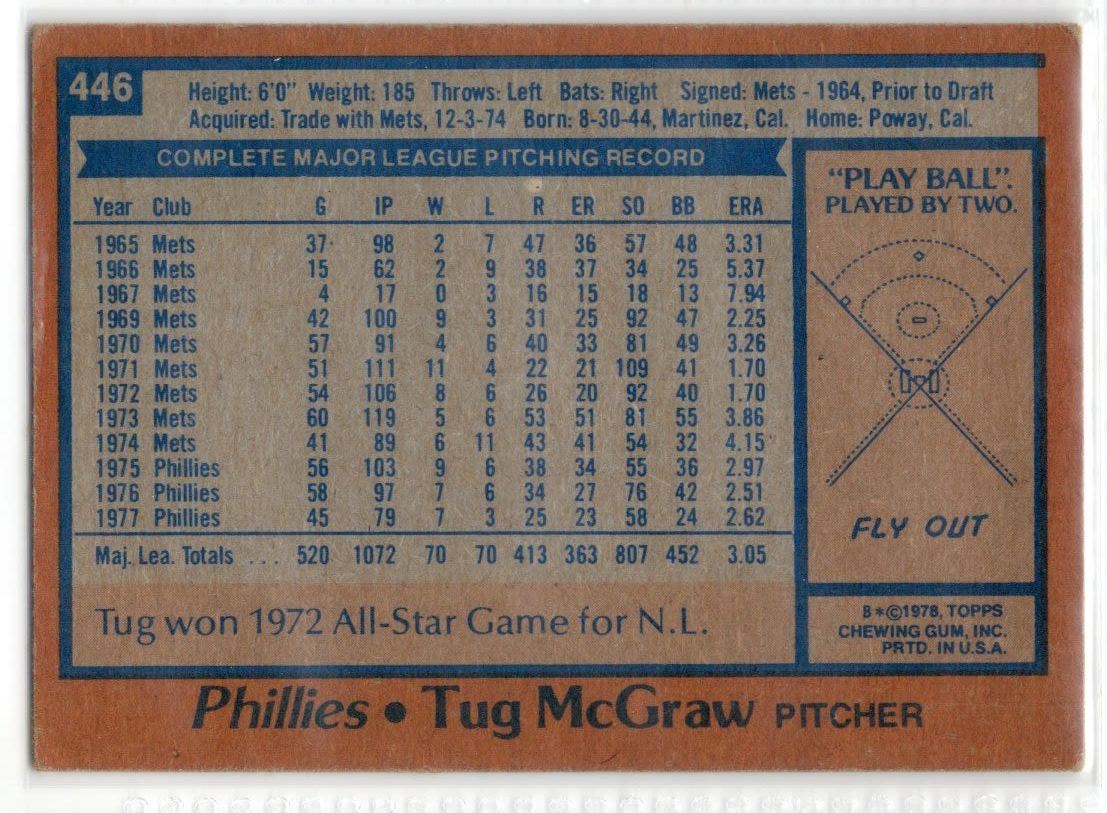 446
Height: 6'0" Weight: 185 Throws: Left Bats: Right Signed: Mets - 1964, Prior to Draft
Acquired: Trade with Mets, 12-3-74 Born: 8-30-44, Martinez, Cal. Home: Poway, Cal.
COMPLETE MAJOR LEAGUE PITCHING RECORD
Year Club G IP W L R ER SO BB ERA
1965 Mets 37 98 2 7 47 36 57 48 3.31
1966 Mets 15 62 2 9 38 37 34 25 5.37
1967 Mets 4 17 0 3 16 15 18 13 7.94
1969 Mets 42 100 9 3 31 25 92 47 2.25
1970 Mets 57 91 4 6 40 33 81 49 3.26
1971 Mets 51 111 11 4 22 21 109 41 1.70
1972 Mets 54 106 8 6 26 20 92 40 1.70
1973 Mets 60 119 5 6 53 51 81 55 3.86
1974 Mets 41 89 6 11 43 41 54 32 4.15
1975 Phillies 56 103 9 6 38 34 55 36 2.97
1976 Phillies 58 97 7 6 34 27 76 42 2.51
1977 Phillies 45 79 7 3 25 23 58 24 2.62
Maj. Lea. Totals ... 520 1072 70 70 413 363 807 452 3.05
Tug won 1972 All-Star Game for N.L.
"PLAY BALL".
PLAYED BY TWO.
FLY OUT
B*©1978, TOPPS
CHEWING GUM, INC.
PRTD. IN U.S.A.
Phillies • Tug McGraw PITCHER